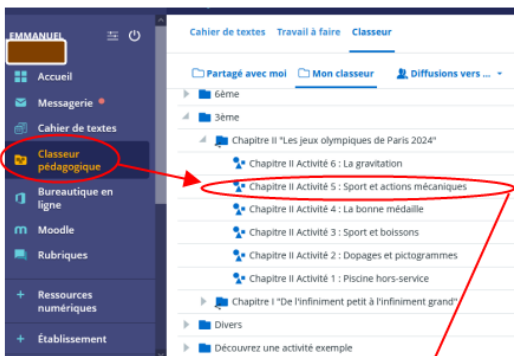 EMMANUEL
Accueil
Messagerie
Cahier de textes
Classeur
pédagogique
Bureautique en
ligne
Moodle
Rubriques
+ Ressources
numériques
+ Établissement
Cahier de textes Travail à faire Classeur
Partagé avec moi Mon classeur Diffusions vers ...
6ème
3ème
Chapitre II "Les jeux olympiques de Paris 2024"
Chapitre II Activité 6 : La gravitation
Chapitre II Activité 5 : Sport et actions mécaniques
Chapitre II Activité 4 : La bonne médaille
Chapitre II Activité 3 : Sport et boissons
Chapitre II Activité 2 : Dopages et pictogrammes
Chapitre II Activité 1 : Piscine hors-service
Chapitre I "De l'infiniment petit à l'infiniment grand"
Divers
Découvrez une activité exemple